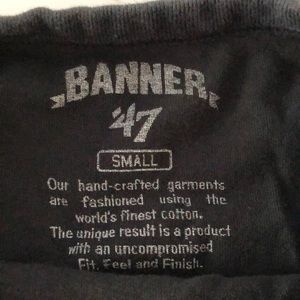 BANNER
'47
SMALL
Our hand-crafted garments
are fashioned using the
world's finest cotton.
The unique result is a product
with an uncompromised
Fit, Feel and Finish.